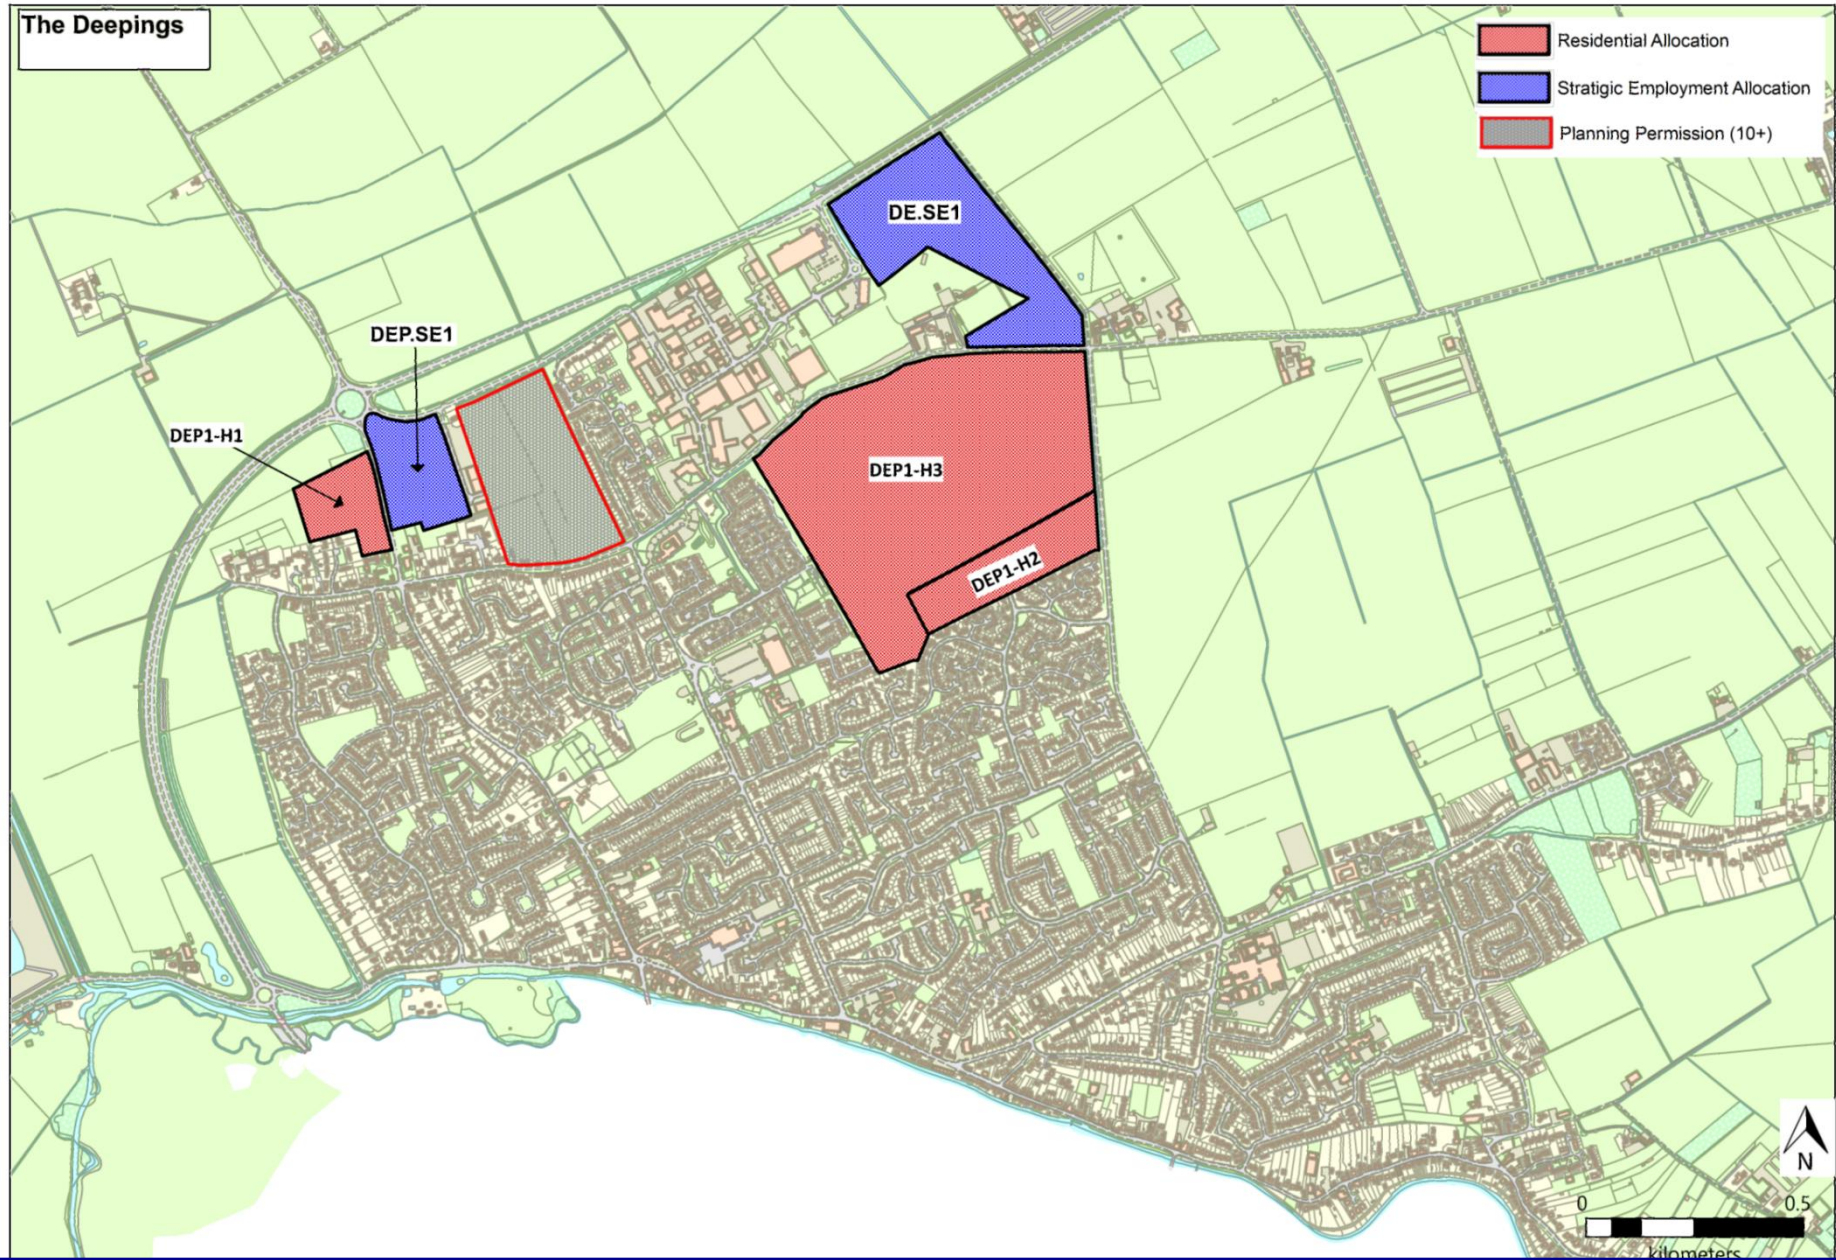 The Deepings
Residential Allocation
Stratigic Employment Allocation
Planning Permission (10+)
DE.SE1
DEP.SE1
DEP1-H1
DEP1-H3
DEP1-H2
N
0 0.5
kilometers